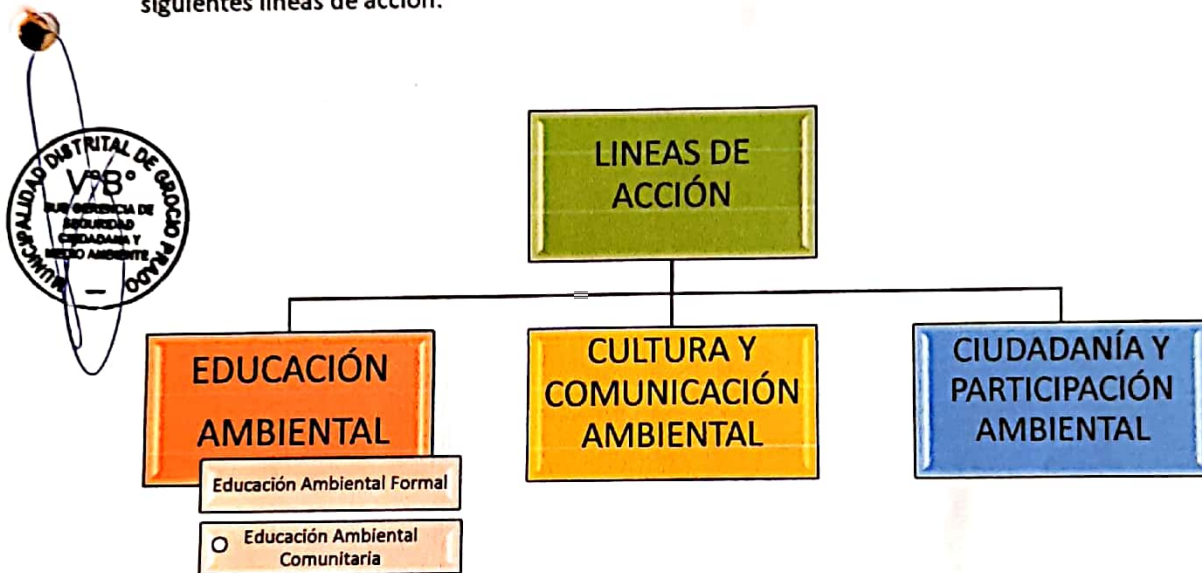 siguientes líneas de acción:
MUNICIPALIDAD DISTRITAL DE GROCIO PRADO
V°B°
SUB GERENCIA DE
SEGURIDAD
CIUDADANA Y
MEDIO AMBIENTE
LINEAS DE
ACCIÓN
EDUCACIÓN
AMBIENTAL
CULTURA Y
COMUNICACIÓN
AMBIENTAL
CIUDADANÍA Y
PARTICIPACIÓN
AMBIENTAL
Educación Ambiental Formal
O Educación Ambiental
Comunitaria